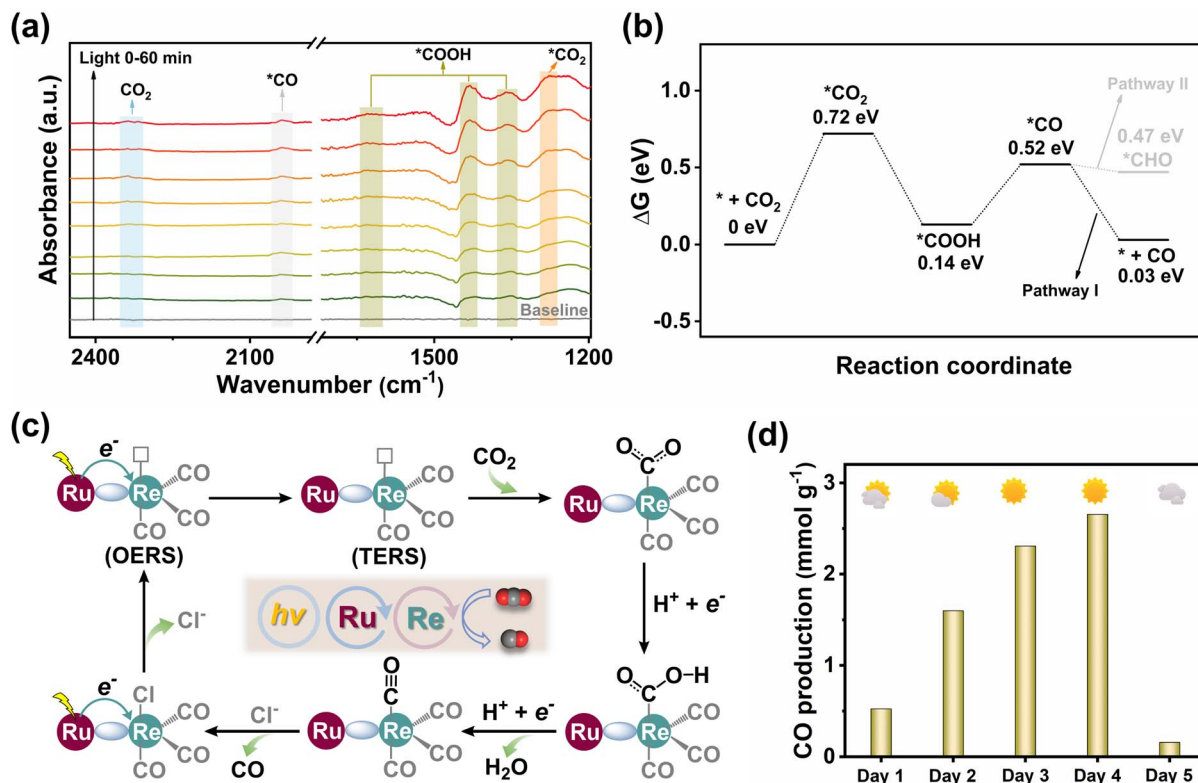 (a)
Light 0-60 min
CO₂
*CO
*COOH
*CO₂
Baseline
Absorbance (a.u.)
2400
2100
1500
1200
Wavenumber (cm⁻¹)
(b)
Pathway II
*CO₂
0.72 eV
*CO
0.52 eV
0.47 eV
*CHO
* + CO₂
0 eV
*COOH
0.14 eV
* + CO
0.03 eV
Pathway I
1.0
0.5
0.0
-0.5
ΔG (eV)
Reaction coordinate
(c)
e⁻
Ru
Re
CO
CO
CO
(OERS)
Ru
Re
CO
CO
CO
(TERS)
CO₂
O
O
C
Ru
Re
CO
CO
CO
H⁺ + e⁻
O
C
O-H
Ru
Re
CO
CO
CO
H⁺ + e⁻
H₂O
O
C
Ru
Re
CO
CO
CO
Cl⁻
CO
e⁻
Cl
Ru
Re
CO
CO
CO
Cl⁻
hv
Ru
Re
(d)
CO production (mmol g⁻¹)
3
2
1
0
Day 1
Day 2
Day 3
Day 4
Day 5